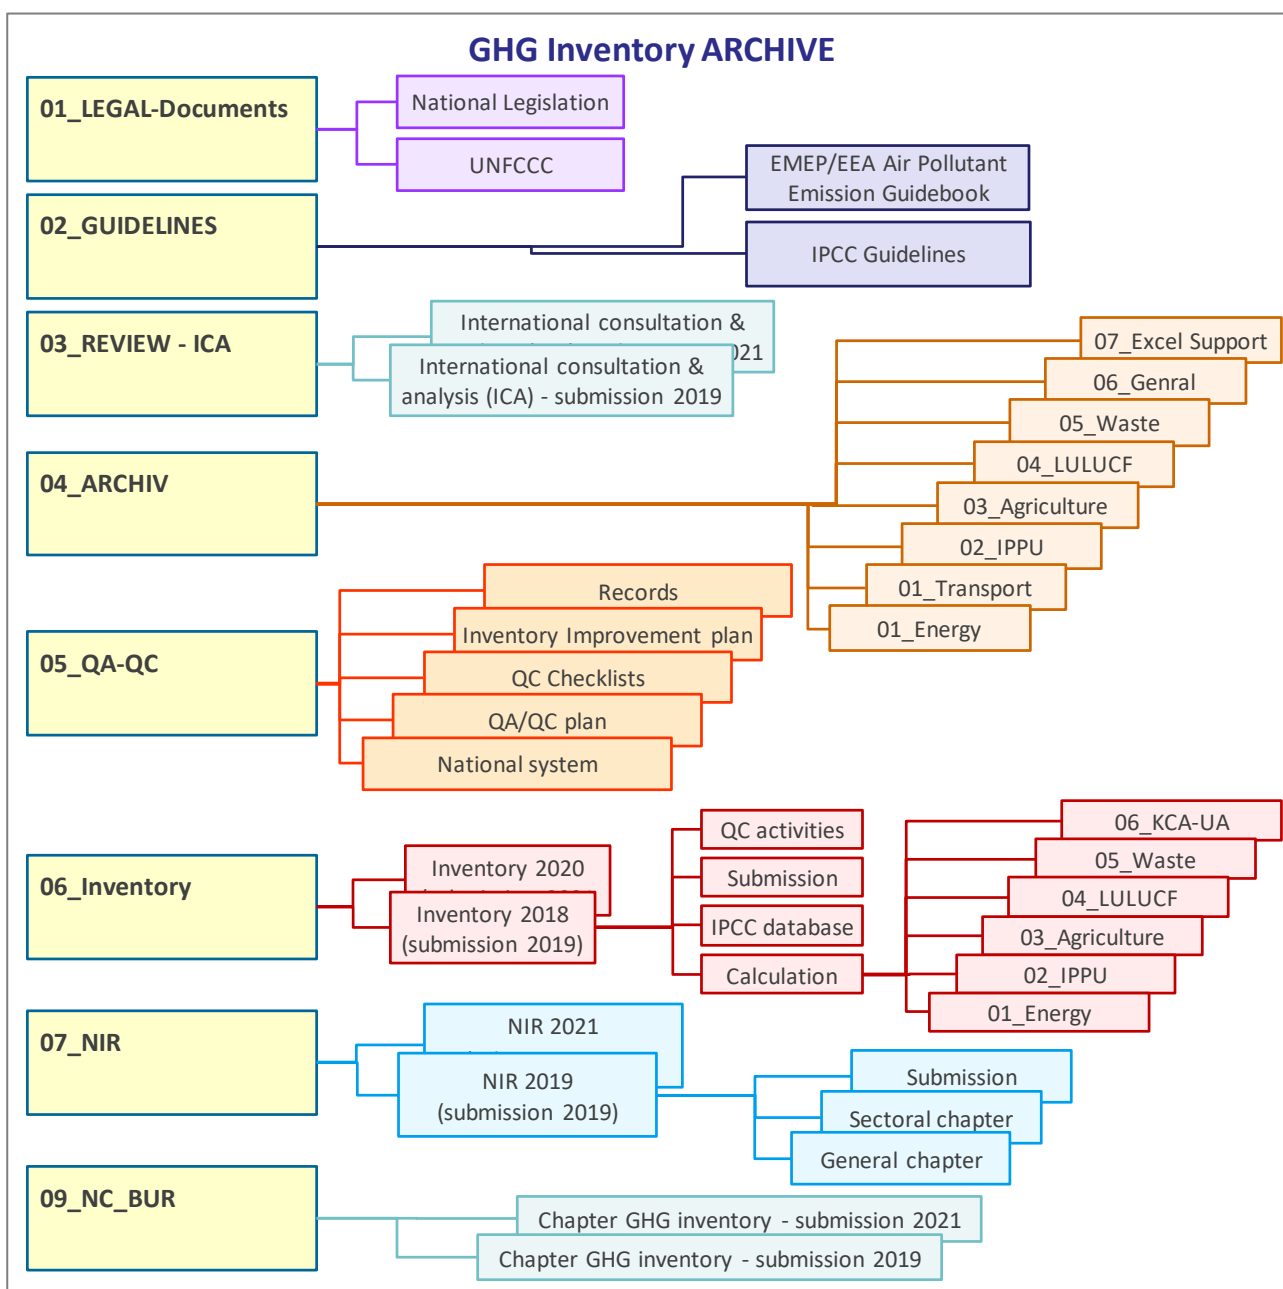 GHG Inventory ARCHIVE
01_LEGAL-Documents
National Legislation
UNFCCC
02_GUIDELINES
EMEP/EEA Air Pollutant
Emission Guidebook
IPCC Guidelines
03_REVIEW - ICA
International consultation &
2021
International consultation &
analysis (ICA) - submission 2019
04_ARCHIV
07_Excel Support
06_Genral
05_Waste
04_LULUCF
03_Agriculture
02_IPPU
01_Transport
01_Energy
05_QA-QC
Records
Inventory Improvement plan
QC Checklists
QA/QC plan
National system
06_Inventory
Inventory 2020
Inventory 2018
(submission 2019)
QC activities
Submission
IPCC database
Calculation
06_KCA-UA
05_Waste
04_LULUCF
03_Agriculture
02_IPPU
01_Energy
07_NIR
NIR 2021
NIR 2019
(submission 2019)
Submission
Sectoral chapter
General chapter
09_NC_BUR
Chapter GHG inventory - submission 2021
Chapter GHG inventory - submission 2019